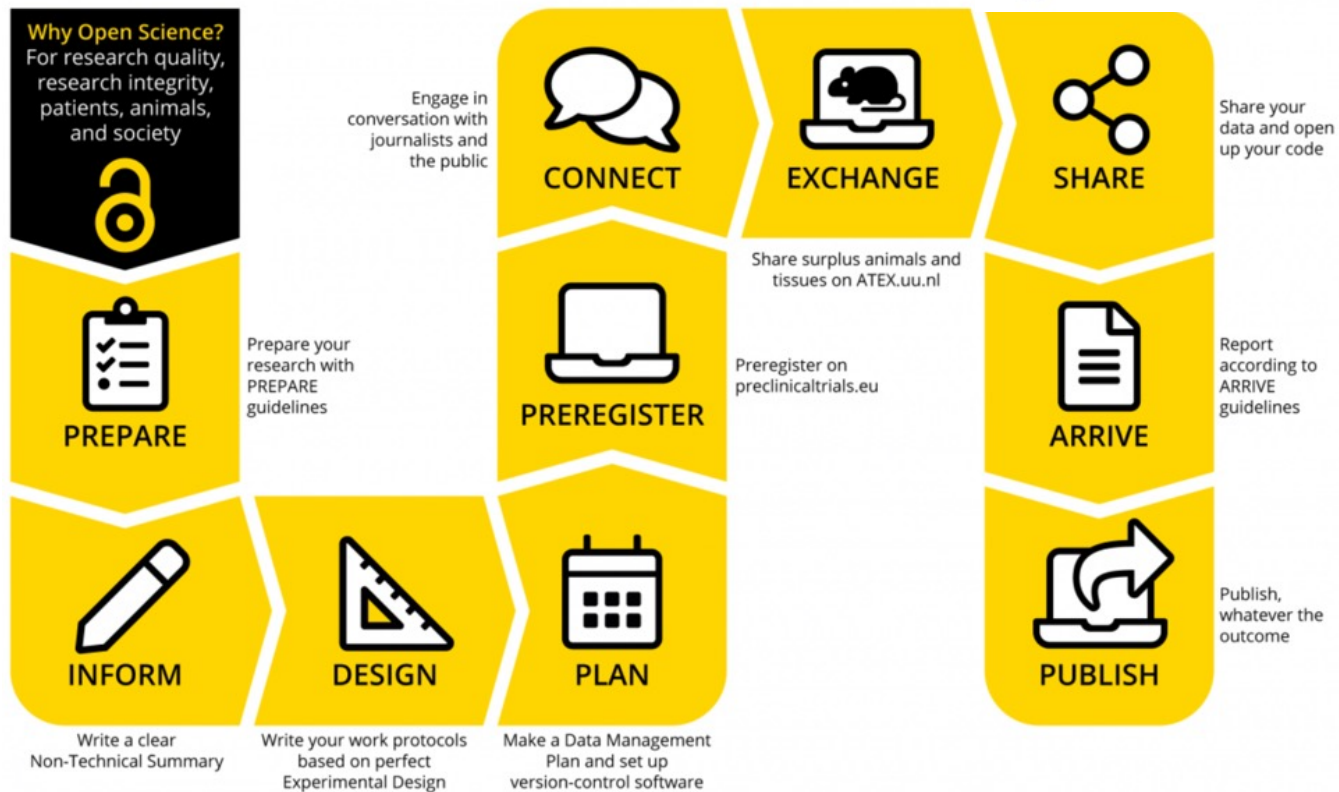 Why Open Science?
For research quality,
research integrity,
patients, animals,
and society
PREPARE
Prepare your
research with
PREPARE
guidelines
INFORM
Write a clear
Non-Technical Summary
DESIGN
Write your work protocols
based on perfect
Experimental Design
PLAN
Make a Data Management
Plan and set up
version-control software
PREREGISTER
Preregister on
preclinicaltrials.eu
CONNECT
Engage in
conversation with
journalists and
the public
EXCHANGE
Share surplus animals and
tissues on ATEX.uu.nl
SHARE
Share your
data and open
up your code
ARRIVE
Report
according to
ARRIVE
guidelines
PUBLISH
Publish,
whatever the
outcome